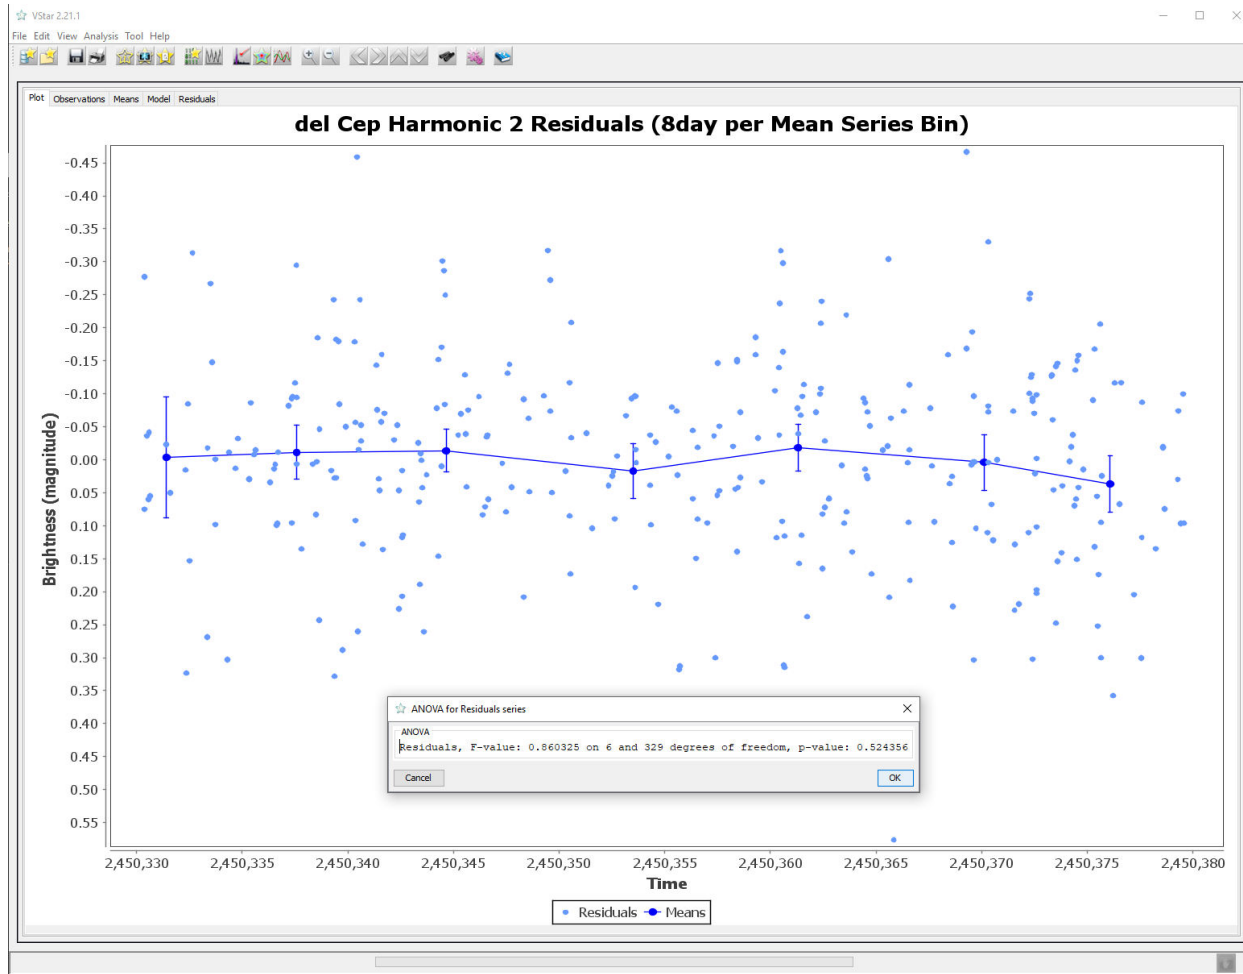 VStar 2.21.1
File Edit View Analysis Tool Help
Plot Observations Means Model Residuals
del Cep Harmonic 2 Residuals (8day per Mean Series Bin)
Brightness (magnitude)
-0.45
-0.40
-0.35
-0.30
-0.25
-0.20
-0.15
-0.10
-0.05
0.00
0.05
0.10
0.15
0.20
0.25
0.30
0.35
0.40
0.45
0.50
0.55
ANOVA for Residuals series
ANOVA
Residuals, F-value: 0.860325 on 6 and 329 degrees of freedom, p-value: 0.524356
Cancel OK
2,450,330 2,450,335 2,450,340 2,450,345 2,450,350 2,450,355 2,450,360 2,450,365 2,450,370 2,450,375 2,450,380
Time
Residuals Means